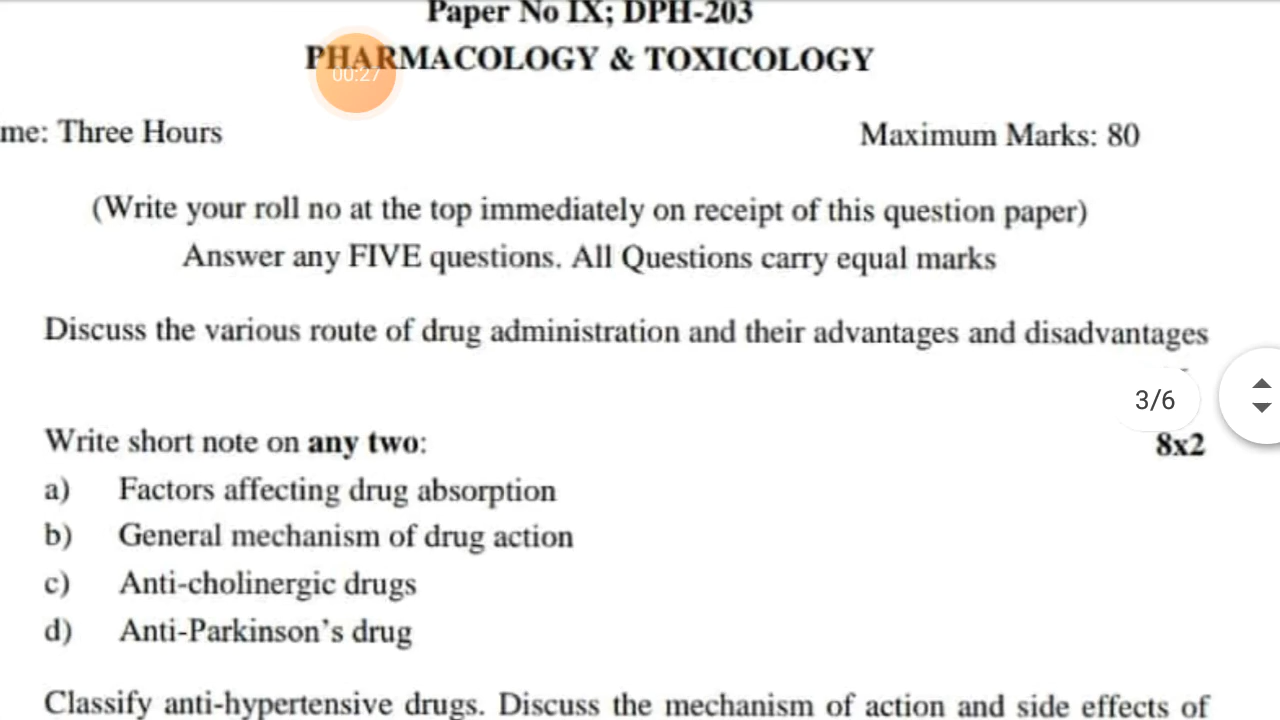 Paper No IX; DPH-203
PHARMACOLOGY & TOXICOLOGY
00:27
me: Three Hours Maximum Marks: 80
(Write your roll no at the top immediately on receipt of this question paper)
Answer any FIVE questions. All Questions carry equal marks
Discuss the various route of drug administration and their advantages and disadvantages
3/6
Write short note on any two: 8x2
a) Factors affecting drug absorption
b) General mechanism of drug action
c) Anti-cholinergic drugs
d) Anti-Parkinson's drug
Classify anti-hypertensive drugs. Discuss the mechanism of action and side effects of